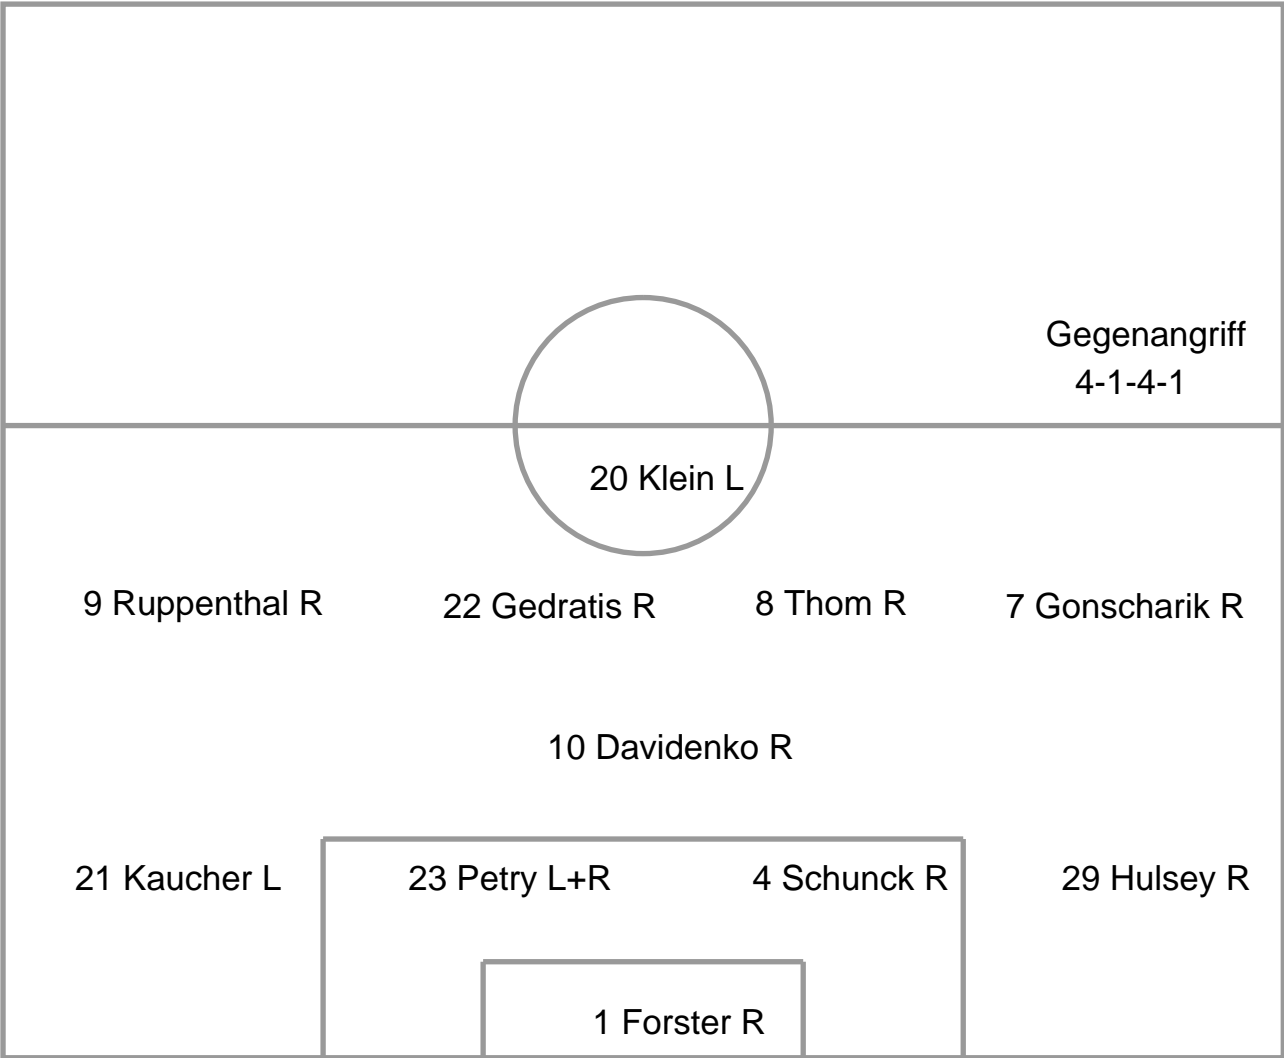 Gegenangriff
4-1-4-1
20 Klein L
9 Ruppenthal R
22 Gedratis R
8 Thom R
7 Gonscharik R
10 Davidenko R
21 Kaucher L
23 Petry L+R
4 Schunck R
29 Hulsey R
1 Forster R